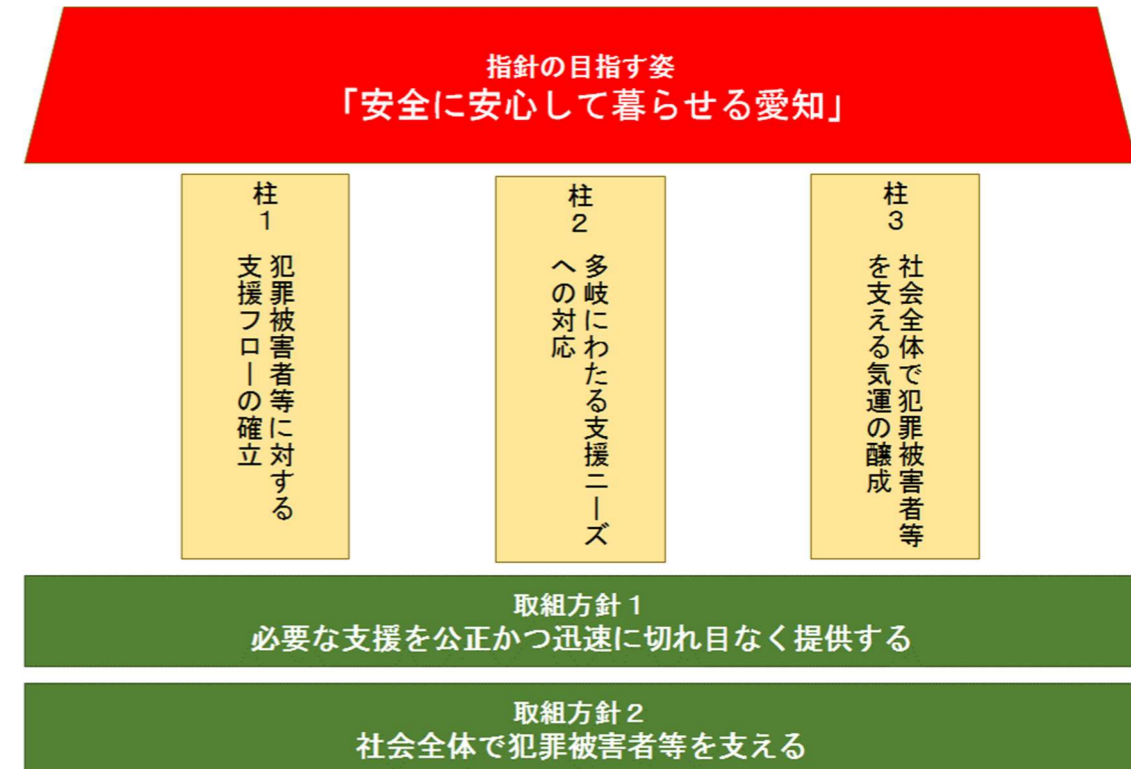 指針の目指す姿
「安全に安心して暮らせる愛知」
柱1
犯罪被害者等に対する
支援フローの確立
柱2
多岐にわたる支援ニーズ
への対応
柱3
社会全体で犯罪被害者等
を支える気運の醸成
取組方針1
必要な支援を公正かつ迅速に切れ目なく提供する
取組方針2
社会全体で犯罪被害者等を支える